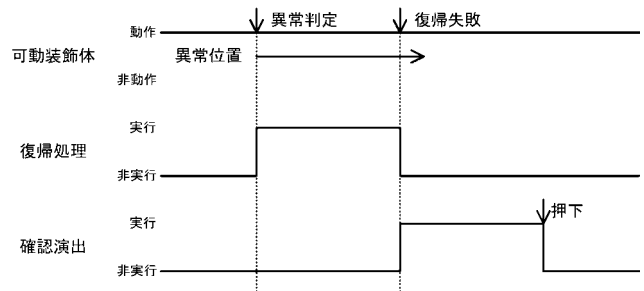 異常判定
復帰失敗
動作
可動装飾体
異常位置
非動作
実行
復帰処理
非実行
実行
押下
確認演出
非実行